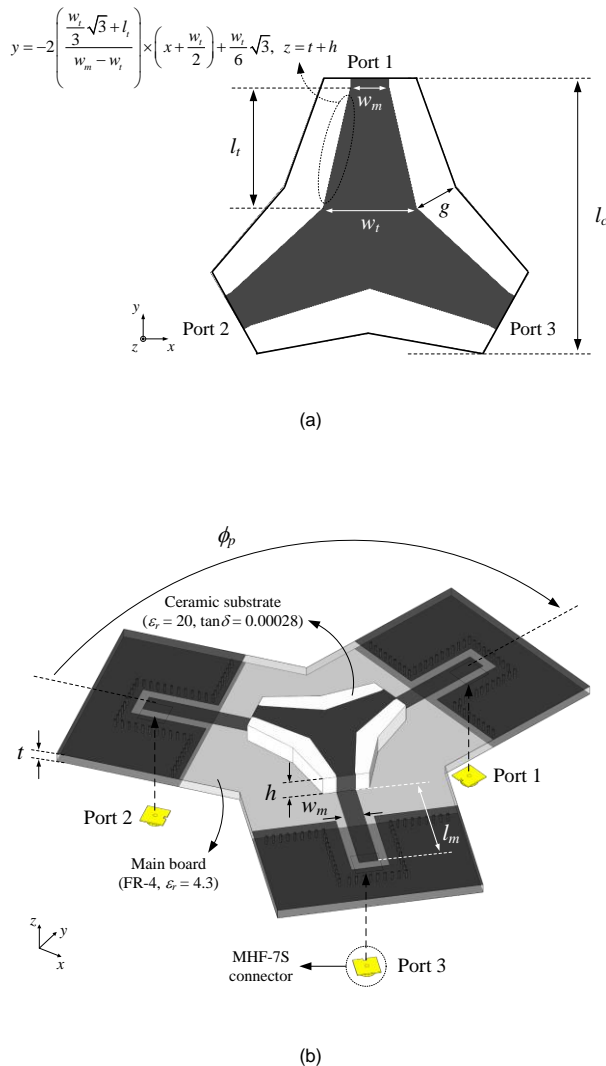 y = −2( (w_t/3 √3 + l_t) / (w_m − w_t) ) × (x + w_t/2) + w_t/6 √3, z = t + h
Port 1
w_m
l_t
g
w_t
l_c
y
z x
Port 2
Port 3
(a)
ϕ_p
Ceramic substrate
(ε_r = 20, tanδ = 0.00028)
t
h
w_m
Port 1
Port 2
l_m
Main board
(FR-4, ε_r = 4.3)
z
y
x
MHF-7S
connector
Port 3
(b)